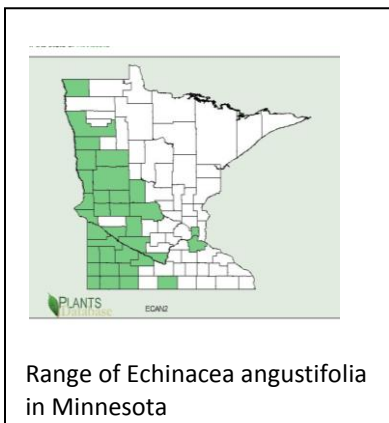 PLANTS
Database
ECAN2
Range of Echinacea angustifolia
in Minnesota